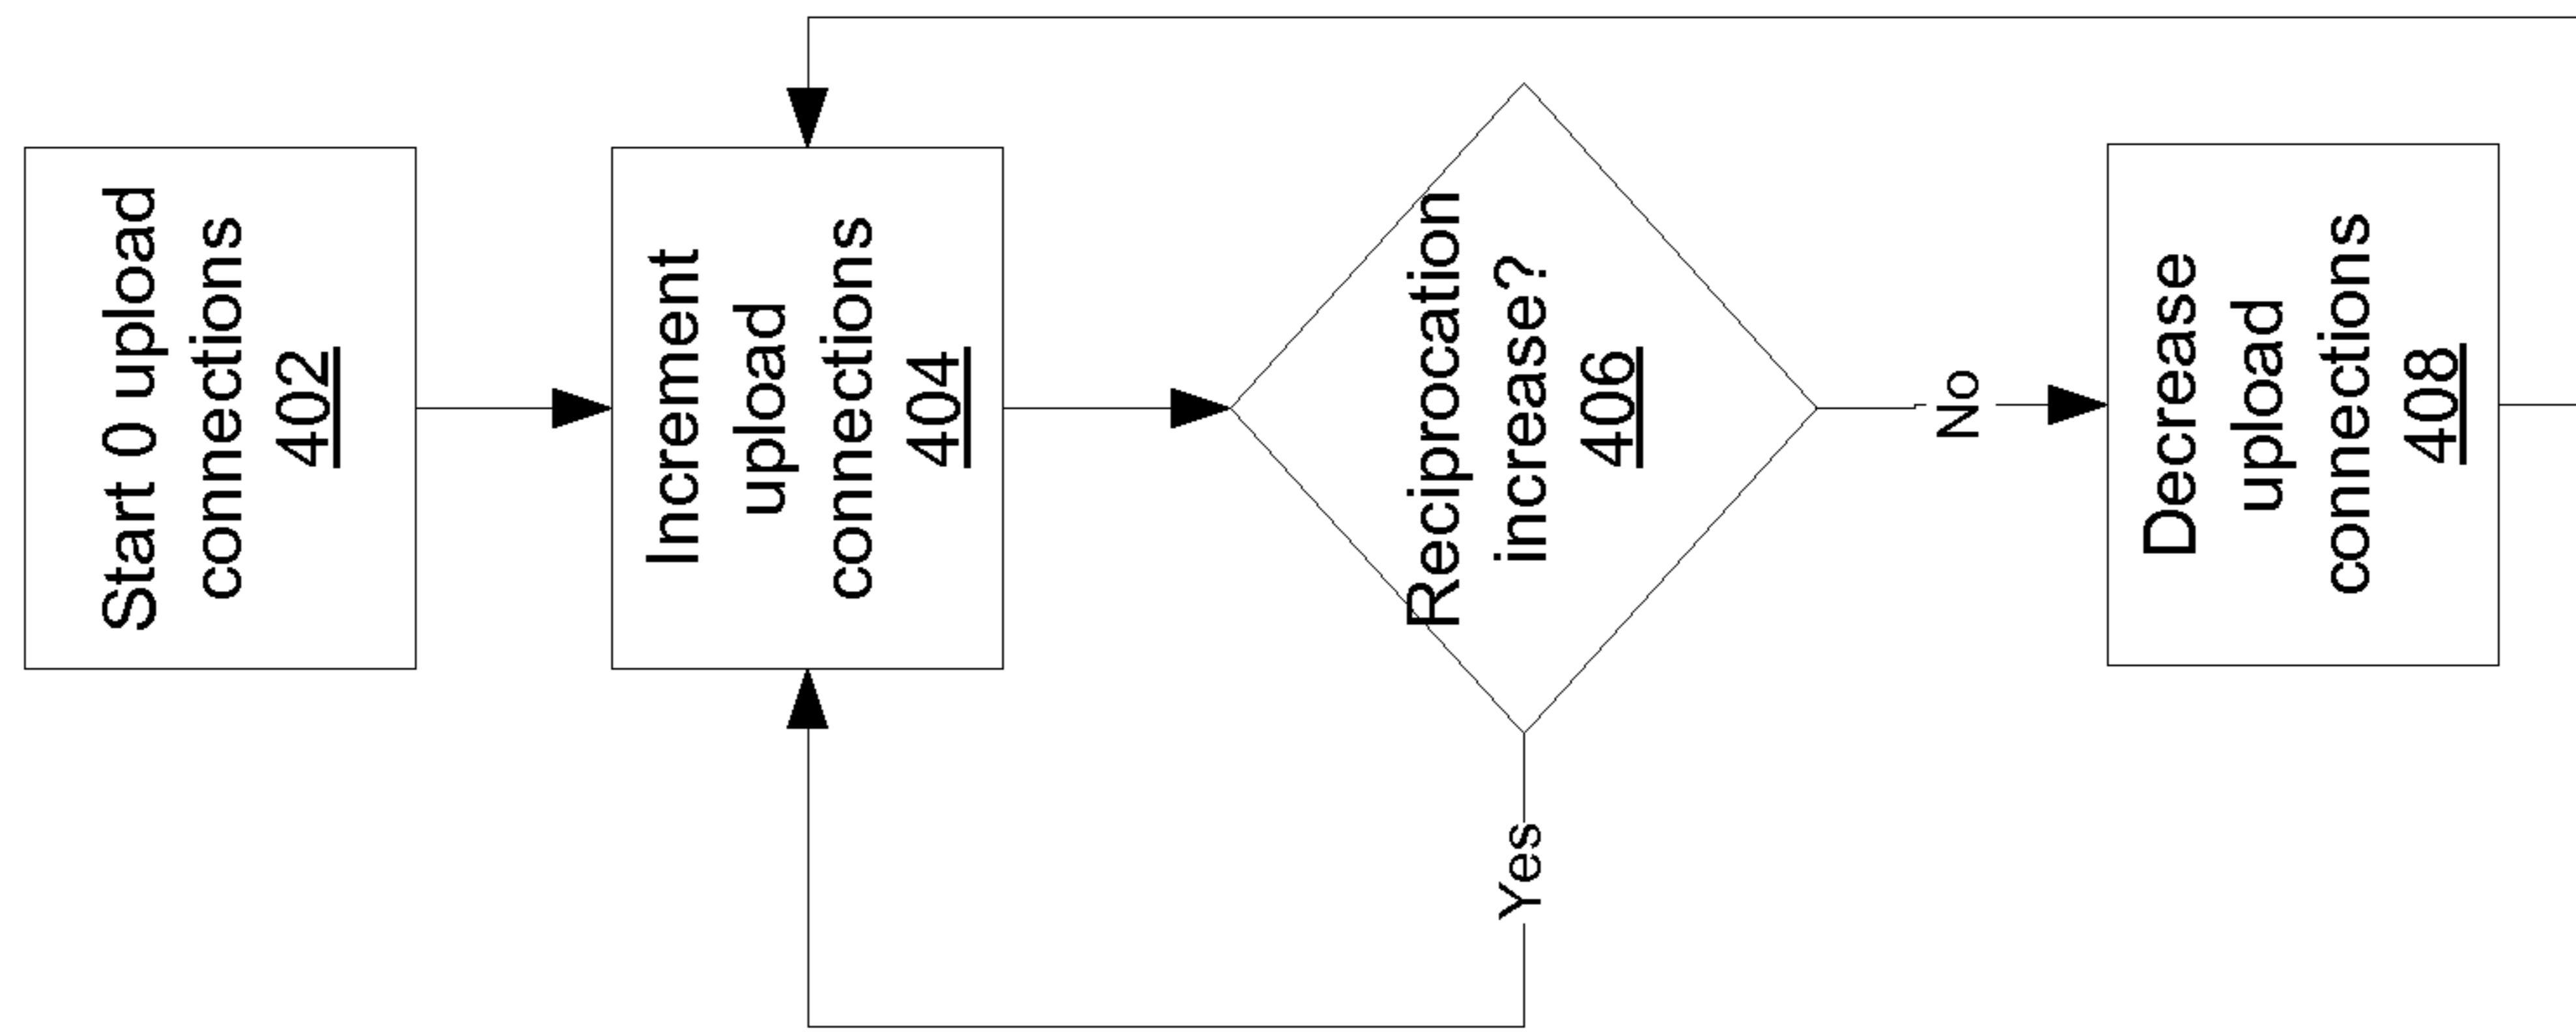 Start 0 upload
connections
402
Increment
upload
connections
404
Reciprocation
increase?
406
Yes
No
Decrease
upload
connections
408